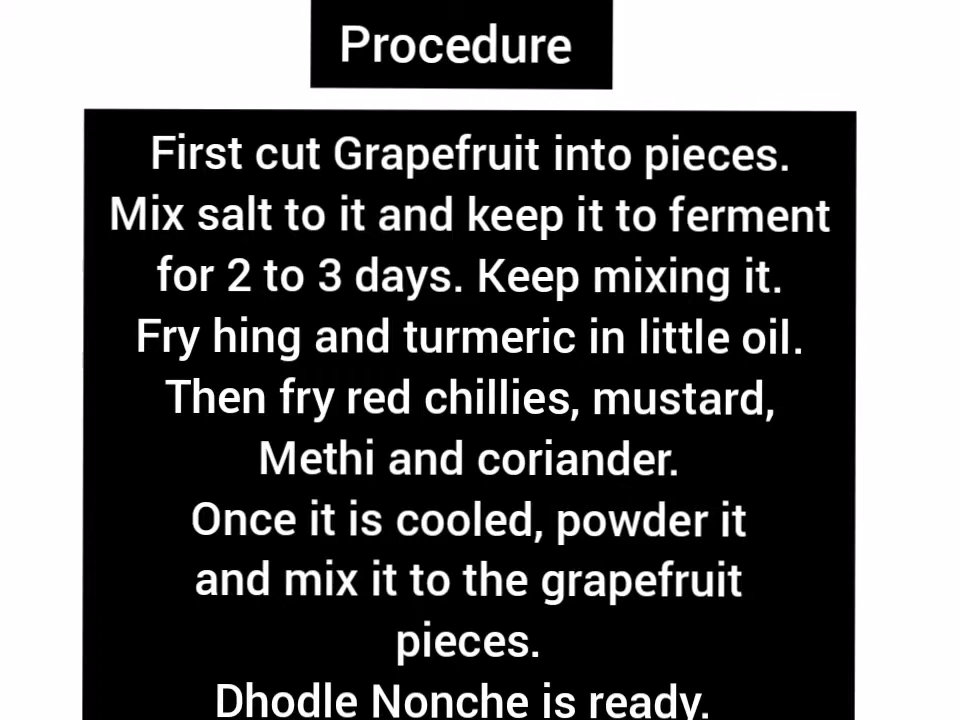 Procedure
First cut Grapefruit into pieces.
Mix salt to it and keep it to ferment
for 2 to 3 days. Keep mixing it.
Fry hing and turmeric in little oil.
Then fry red chillies, mustard,
Methi and coriander.
Once it is cooled, powder it
and mix it to the grapefruit
pieces.
Dhodle Nonche is ready.